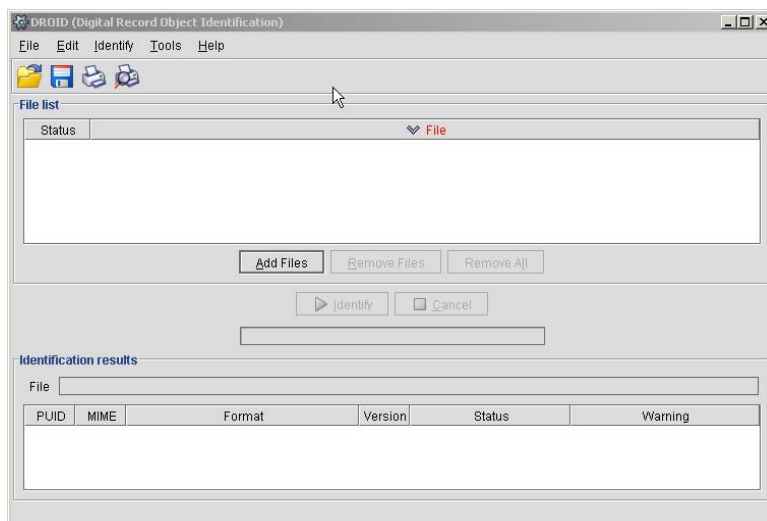 DROID (Digital Record Object Identification)
File Edit Identify Tools Help
File list
Status File
Add Files Remove Files Remove All
Identify Cancel
Identification results
File
PUID MIME Format Version Status Warning